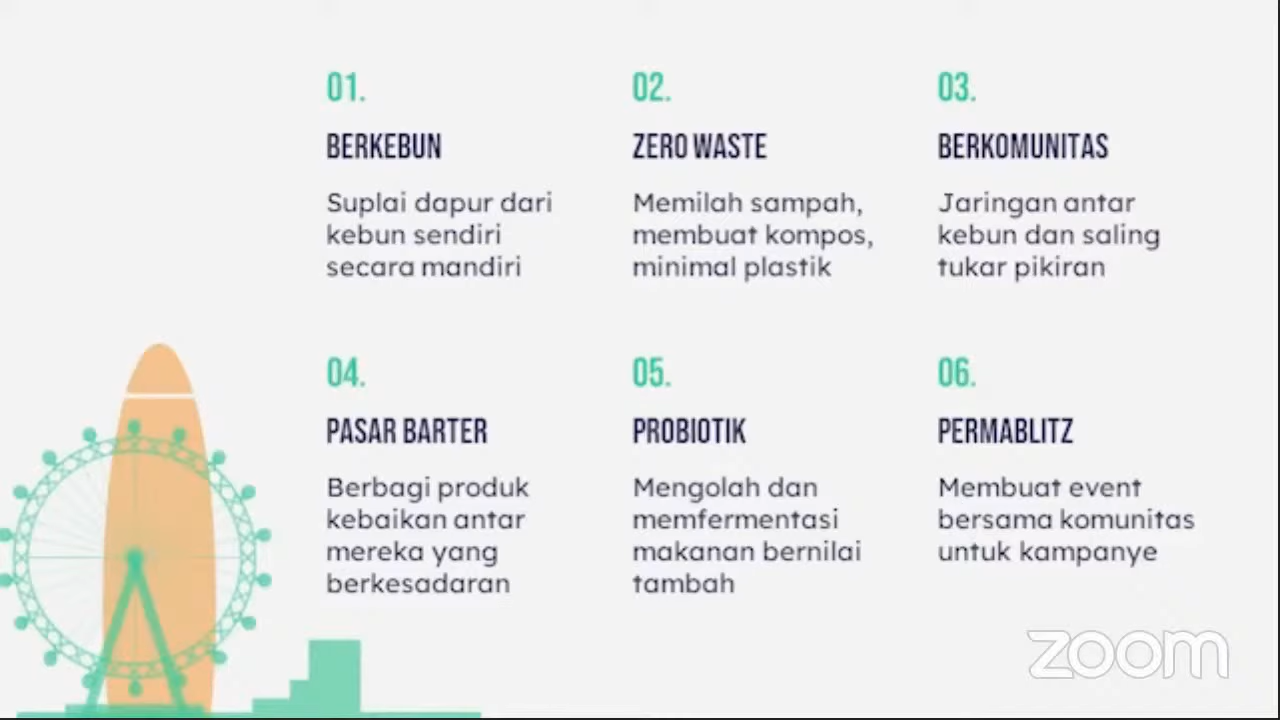 01.
BERKEBUN
Suplai dapur dari
kebun sendiri
secara mandiri
02.
ZERO WASTE
Memilah sampah,
membuat kompos,
minimal plastik
03.
BERKOMUNITAS
Jaringan antar
kebun dan saling
tukar pikiran
04.
PASAR BARTER
Berbagi produk
kebaikan antar
mereka yang
berkesadaran
05.
PROBIOTIK
Mengolah dan
memfermentasi
makanan bernilai
tambah
06.
PERMABLITZ
Membuat event
bersama komunitas
untuk kampanye
zoom